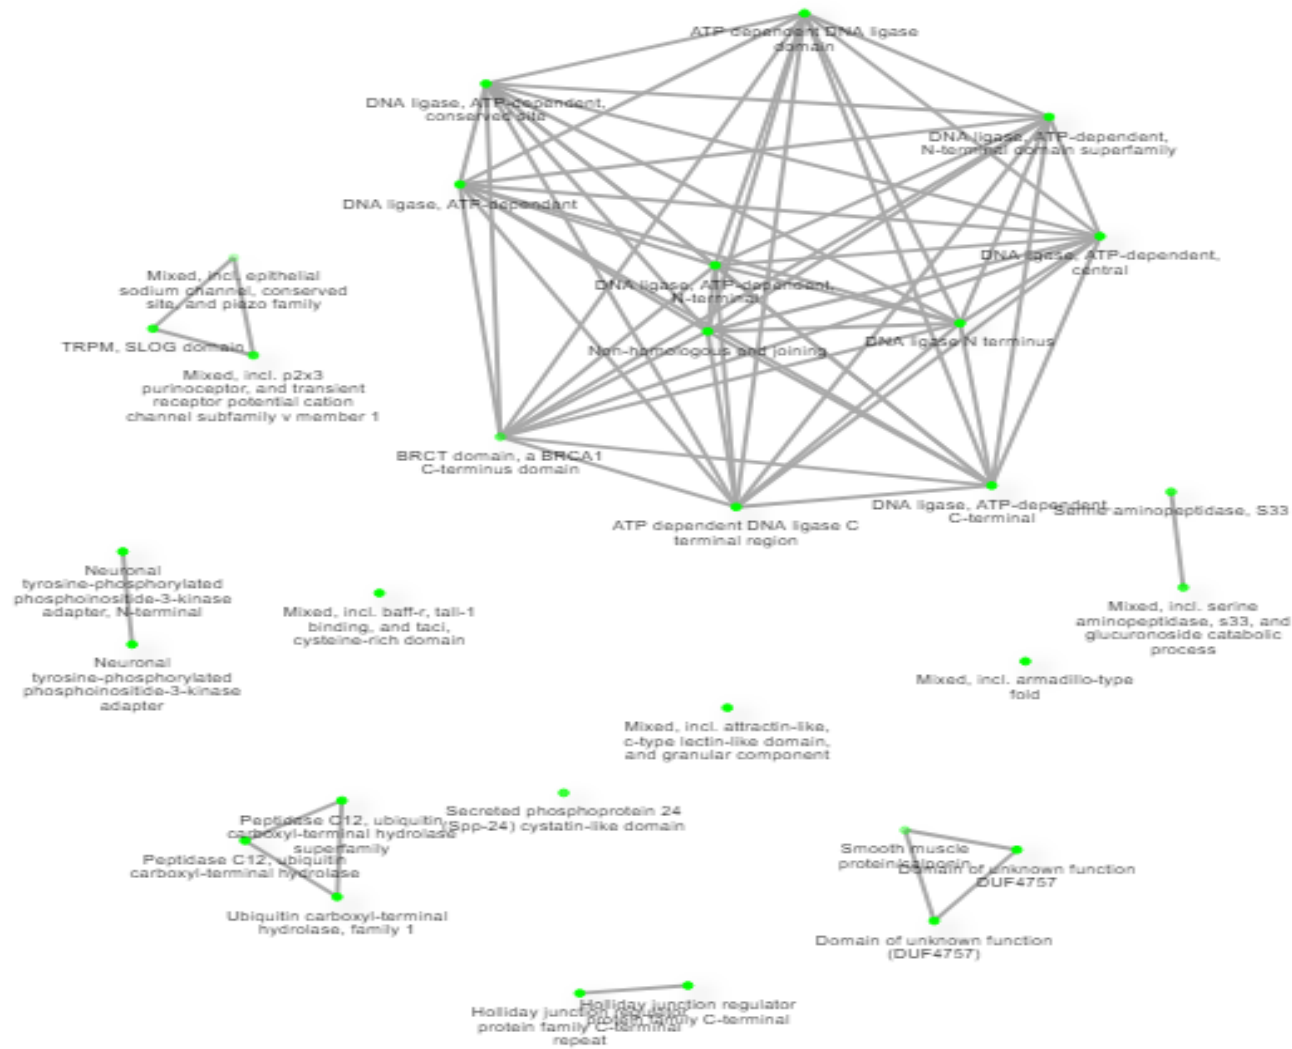 ATP dependent DNA ligase
domain
DNA ligase, ATP-dependent,
conserved site
DNA ligase, ATP-dependent,
N-terminal domain superfamily
DNA ligase, ATP-dependent
DNA ligase, ATP-dependent,
central
Mixed, incl. epithelial
sodium channel, conserved
site, and piezo family
DNA ligase, ATP-dependent,
N-terminal
TRPM, SLOG domain
Non-homologous end joining
DNA ligase N terminus
Mixed, incl. p2x3
purinoceptor, and transient
receptor potential cation
channel subfamily v member 1
BRCT domain, a BRCA1
C-terminus domain
ATP dependent DNA ligase C
terminal region
DNA ligase, ATP-dependent
C-terminal
Serine aminopeptidase, S33
Neuronal
tyrosine-phosphorylated
phosphoinositide-3-kinase
adapter, N-terminal
Mixed, incl. baff-r, tall-1
binding, and taci,
cysteine-rich domain
Mixed, incl. serine
aminopeptidase, s33, and
glucuronoside catabolic
process
Neuronal
tyrosine-phosphorylated
phosphoinositide-3-kinase
adapter
Mixed, incl. armadillo-type
fold
Mixed, incl. attractin-like,
c-type lectin-like domain,
and granular component
Peptidase C12, ubiquitin
carboxyl-terminal hydrolase
superfamily
Secreted phosphoprotein 24
(Spp-24) cystatin-like domain
Peptidase C12, ubiquitin
carboxyl-terminal hydrolase
Smooth muscle
protein/calponin
Domain of unknown function
DUF4757
Ubiquitin carboxyl-terminal
hydrolase, family 1
Domain of unknown function
(DUF4757)
Holliday junction regulator
protein family C-terminal
repeat
Holliday junction regulator
protein family C-terminal